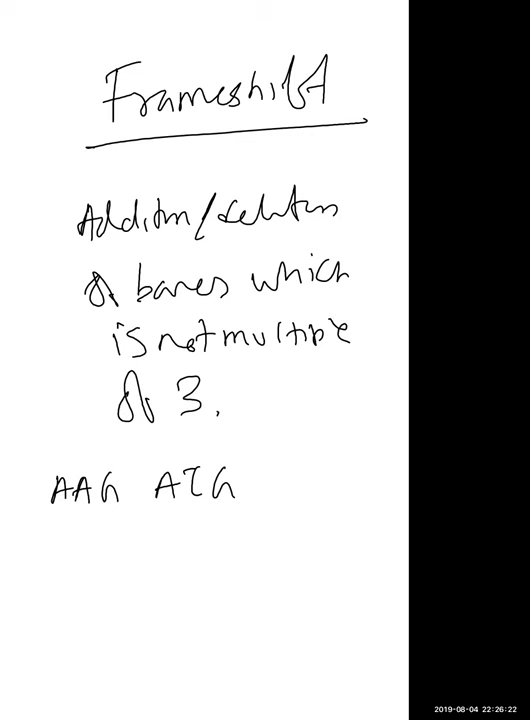 Frameshift
Addition/deletion
of bases which
is not multiple
of 3.
AAG ATG
2019-08-04 22:26:22